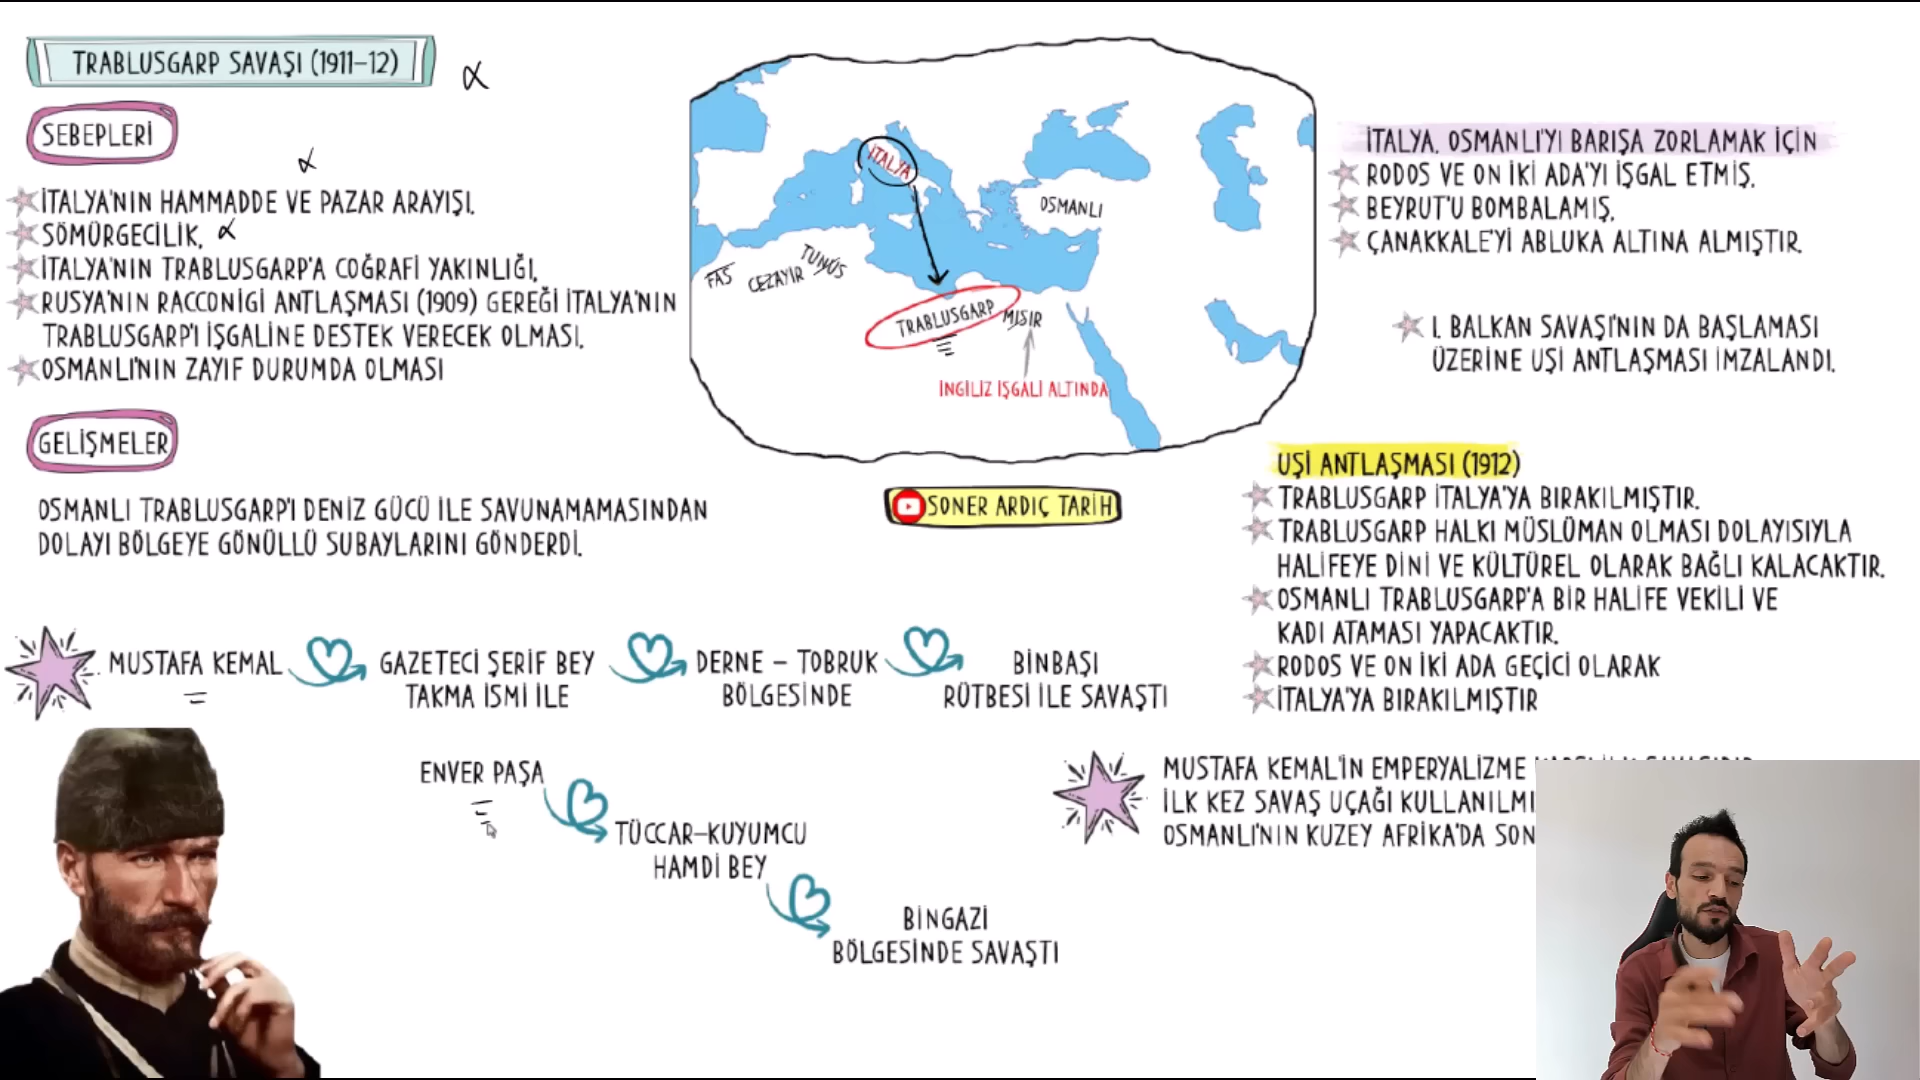 TRABLUSGARP SAVAŞI (1911-12)
SEBEPLERİ
İTALYA'NIN HAMMADDE VE PAZAR ARAYIŞI.
SÖMÜRGECİLİK.
İTALYA'NIN TRABLUSGARP'A COĞRAFİ YAKINLIĞI.
RUSYA'NIN RACCONİGİ ANTLAŞMASI (1909) GEREĞİ İTALYA'NIN
TRABLUSGARP'I İŞGALİNE DESTEK VERECEK OLMASI.
OSMANLI'NIN ZAYIF DURUMDA OLMASI
GELİŞMELER
OSMANLI TRABLUSGARP'I DENİZ GÜCÜ İLE SAVUNAMAMASINDAN
DOLAYI BÖLGEYE GÖNÜLLÜ SUBAYLARINI GÖNDERDİ.
İTALYA
OSMANLI
FAS
CEZAYIR
TUNUS
TRABLUSGARP
MISIR
İNGİLİZ İŞGALİ ALTINDA
SONER ARDIÇ TARİH
İTALYA, OSMANLI'YI BARIŞA ZORLAMAK İÇİN
RODOS VE ON İKİ ADA'YI İŞGAL ETMİŞ.
BEYRUT'U BOMBALAMIŞ.
ÇANAKKALE'Yİ ABLUKA ALTINA ALMIŞTIR.
I. BALKAN SAVAŞI'NIN DA BAŞLAMASI
ÜZERİNE UŞİ ANTLAŞMASI İMZALANDI.
UŞİ ANTLAŞMASI (1912)
TRABLUSGARP İTALYA'YA BIRAKILMIŞTIR.
TRABLUSGARP HALKI MÜSLÜMAN OLMASI DOLAYISIYLA
HALİFEYE DİNİ VE KÜLTÜREL OLARAK BAĞLI KALACAKTIR.
OSMANLI TRABLUSGARP'A BİR HALİFE VEKİLİ VE
KADI ATAMASI YAPACAKTIR.
RODOS VE ON İKİ ADA GEÇİCİ OLARAK
İTALYA'YA BIRAKILMIŞTIR
MUSTAFA KEMAL
GAZETECİ ŞERİF BEY
TAKMA İSMİ İLE
DERNE – TOBRUK
BÖLGESİNDE
BİNBAŞI
RÜTBESİ İLE SAVAŞTI
ENVER PAŞA
TÜCCAR-KUYUMCU
HAMDİ BEY
BİNGAZİ
BÖLGESİNDE SAVAŞTI
MUSTAFA KEMAL'İN EMPERYALİZME
İLK KEZ SAVAŞ UÇAĞI
OSMANLI'NIN KUZEY AFRİKA'DA SON